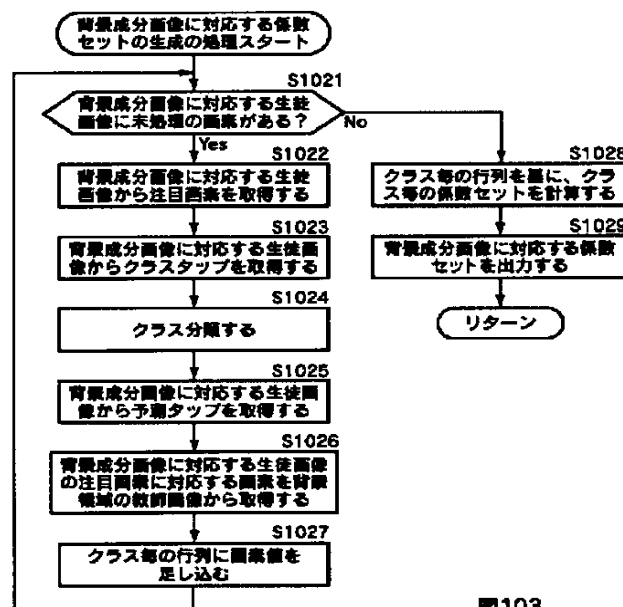 背景成分画像に対応する係数
セットの生成の処理スタート
S1021
背景成分画像に対応する生徒
画像に未処理の画素がある？
No
Yes
S1022
背景成分画像に対応する生徒
画像から注目画素を取得する
S1023
背景成分画像に対応する生徒画
像からクラスタップを取得する
S1024
クラス分類する
S1025
背景成分画像に対応する生徒画
像から予測タップを取得する
S1026
背景成分画像に対応する生徒画像
の注目画素に対応する画素を背景
領域の教師画像から取得する
S1027
クラス毎の行列に画素値を
足し込む
S1028
クラス毎の行列を基に、クラ
ス毎の係数セットを計算する
S1029
背景成分画像に対応する係数
セットを出力する
リターン
図103